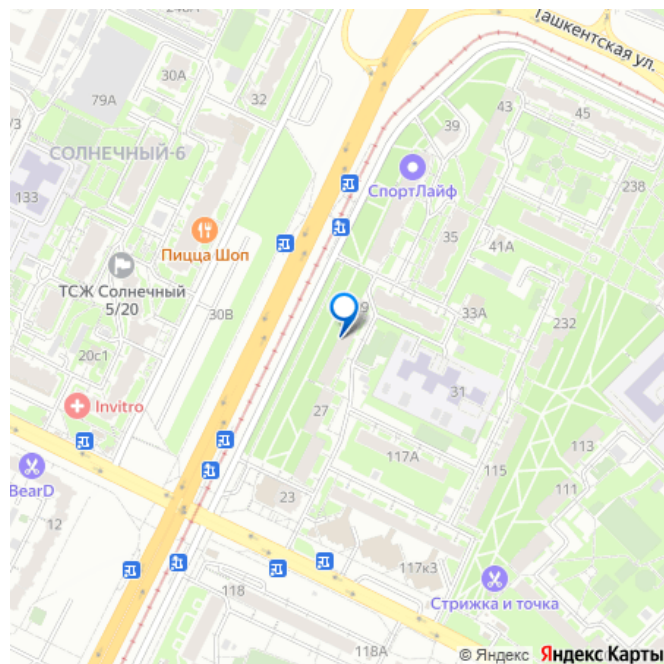 Ташкентская ул.
30А
79А
32
43
45
39
СОЛНЕЧНЫЙ-6
СпортЛайф
133
238
Пицца Шоп
35
41А
ТСЖ Солнечный
5/20
30В
33А
232
20с1
31
Invitro
27
113
117А
115
BearD
111
23
12
117к3
118
Стрижка и точка
118А
© Яндекс Яндекс Карты